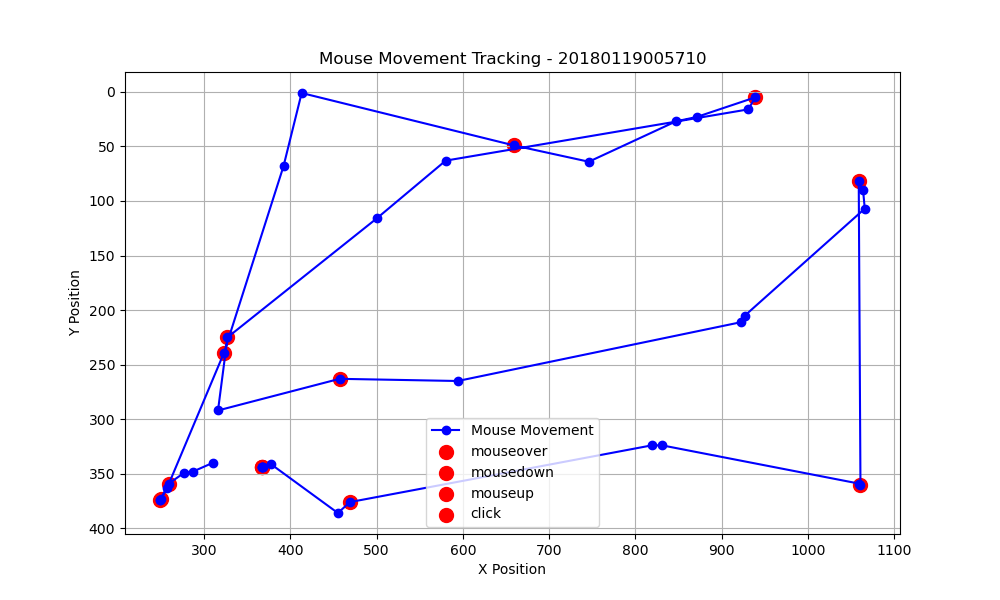 Mouse Movement Tracking - 20180119005710
0
50
100
150
200
250
300
350
400
Y Position
Mouse Movement
mouseover
mousedown
mouseup
click
300 400 500 600 700 800 900 1000 1100
X Position